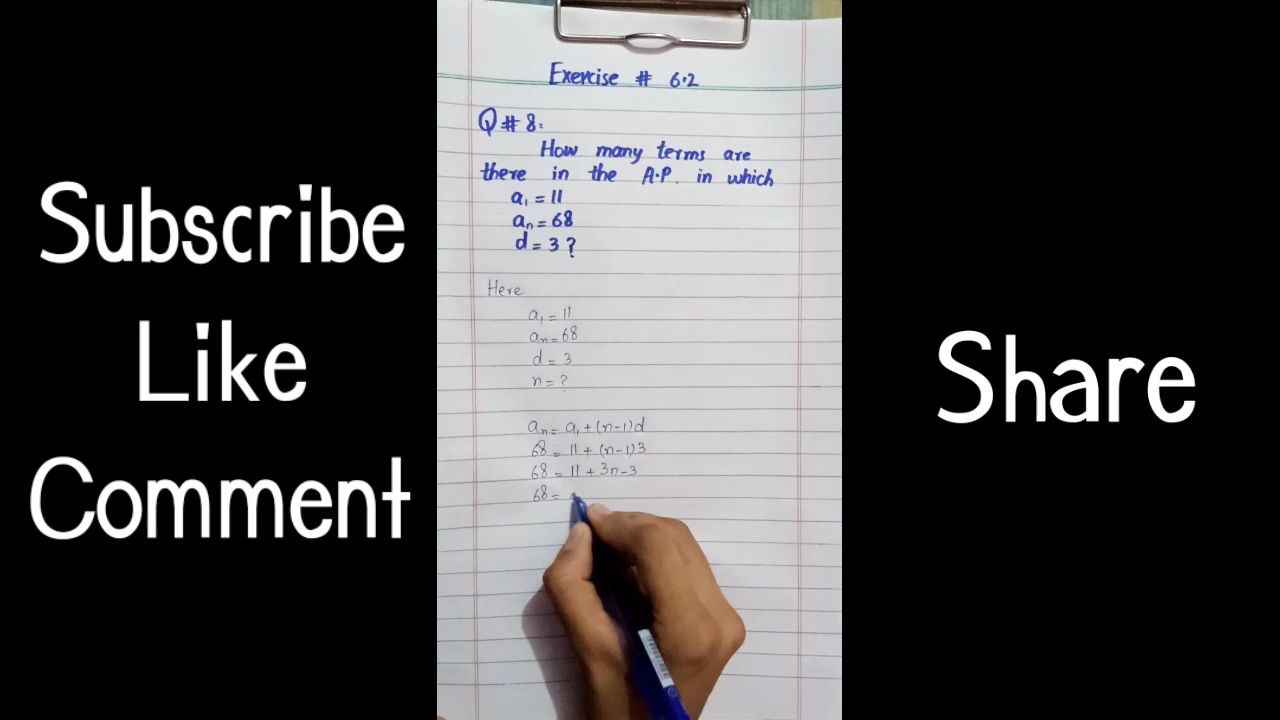 Subscribe
Like
Comment
Exercise # 6.2
Q # 8.
How many terms are
there in the A.P. in which
a₁ = 11
aₙ = 68
d = 3 ?
Here
a₁ = 11
aₙ = 68
d = 3
n = ?
aₙ = a₁ + (n-1)d
68 = 11 + (n-1)3
68 = 11 + 3n - 3
68 =
Share